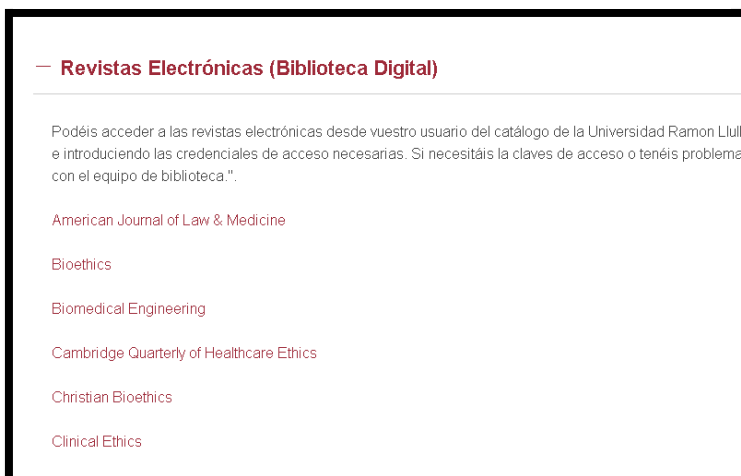 — Revistas Electrónicas (Biblioteca Digital)
Podéis acceder a las revistas electrónicas desde vuestro usuario del catálogo de la Universidad Ramon Llull
e introduciendo las credenciales de acceso necesarias. Si necesitáis la claves de acceso o tenéis problema
con el equipo de biblioteca.".
American Journal of Law & Medicine
Bioethics
Biomedical Engineering
Cambridge Quarterly of Healthcare Ethics
Christian Bioethics
Clinical Ethics